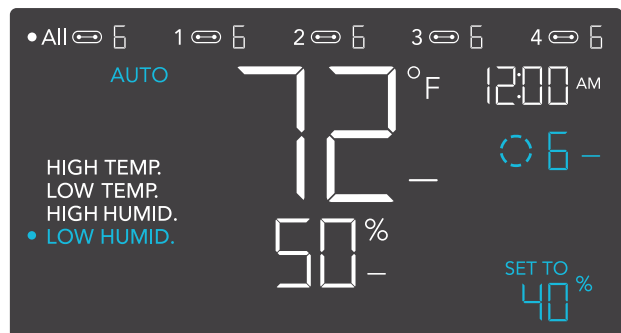 All 6 1 6 2 6 3 6 4 6
AUTO
72°F
12:00 AM
6 –
HIGH TEMP.
LOW TEMP.
HIGH HUMID.
• LOW HUMID.
50%
SET TO
40%